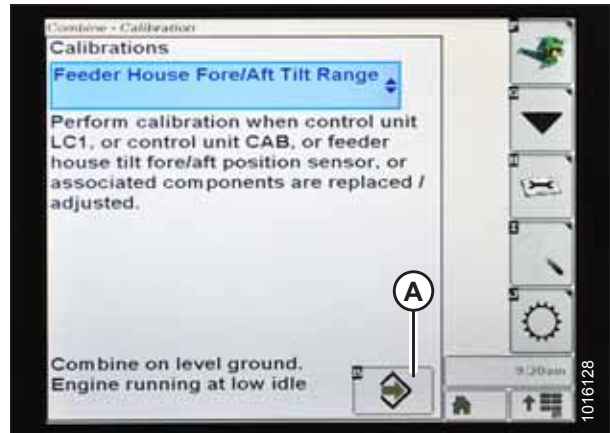 Combine - Calibration
Calibrations
Feeder House Fore/Aft Tilt Range
Perform calibration when control unit
LC1, or control unit CAB, or feeder
house tilt fore/aft position sensor, or
associated components are replaced /
adjusted.
A
Combine on level ground.
Engine running at low idle
9:20am
1016128